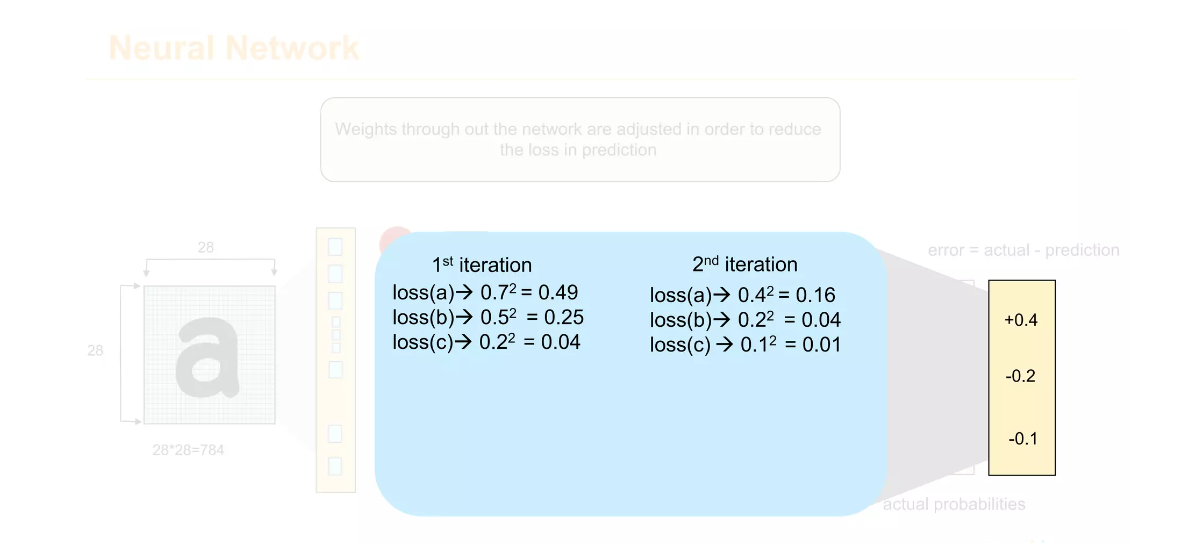 Neural Network
Weights through out the network are adjusted in order to reduce
the loss in prediction
28
28
a
28*28=784
1st iteration
loss(a)→ 0.7² = 0.49
loss(b)→ 0.5² = 0.25
loss(c)→ 0.2² = 0.04
2nd iteration
loss(a)→ 0.4² = 0.16
loss(b)→ 0.2² = 0.04
loss(c) → 0.1² = 0.01
error = actual - prediction
+0.4
-0.2
-0.1
actual probabilities